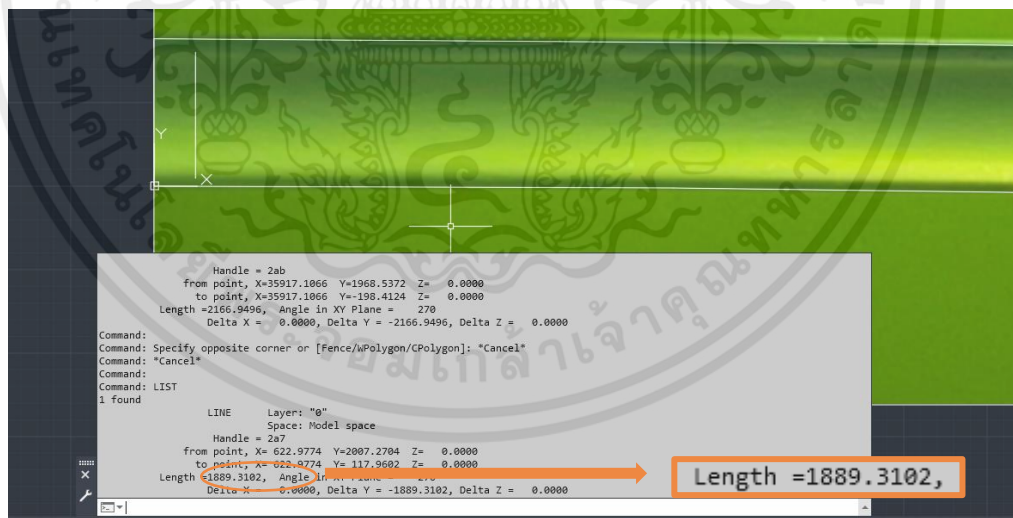 Y
X
Handle = 2ab
from point, X=35917.1066 Y=1968.5372 Z= 0.0000
to point, X=35917.1066 Y=-198.4124 Z= 0.0000
Length =2166.9496, Angle in XY Plane = 270
Delta X = 0.0000, Delta Y = -2166.9496, Delta Z = 0.0000
Command:
Command: Specify opposite corner or [Fence/WPolygon/CPolygon]: *Cancel*
Command: *Cancel*
Command:
Command: LIST
1 found
LINE Layer: "0"
Space: Model space
Handle = 2a7
from point, X= 622.9774 Y=2007.2704 Z= 0.0000
to point, X= 622.9774 Y= 117.9602 Z= 0.0000
Length =1889.3102, Angle in XY Plane = 270
Delta X = 0.0000, Delta Y = -1889.3102, Delta Z = 0.0000
Length =1889.3102,